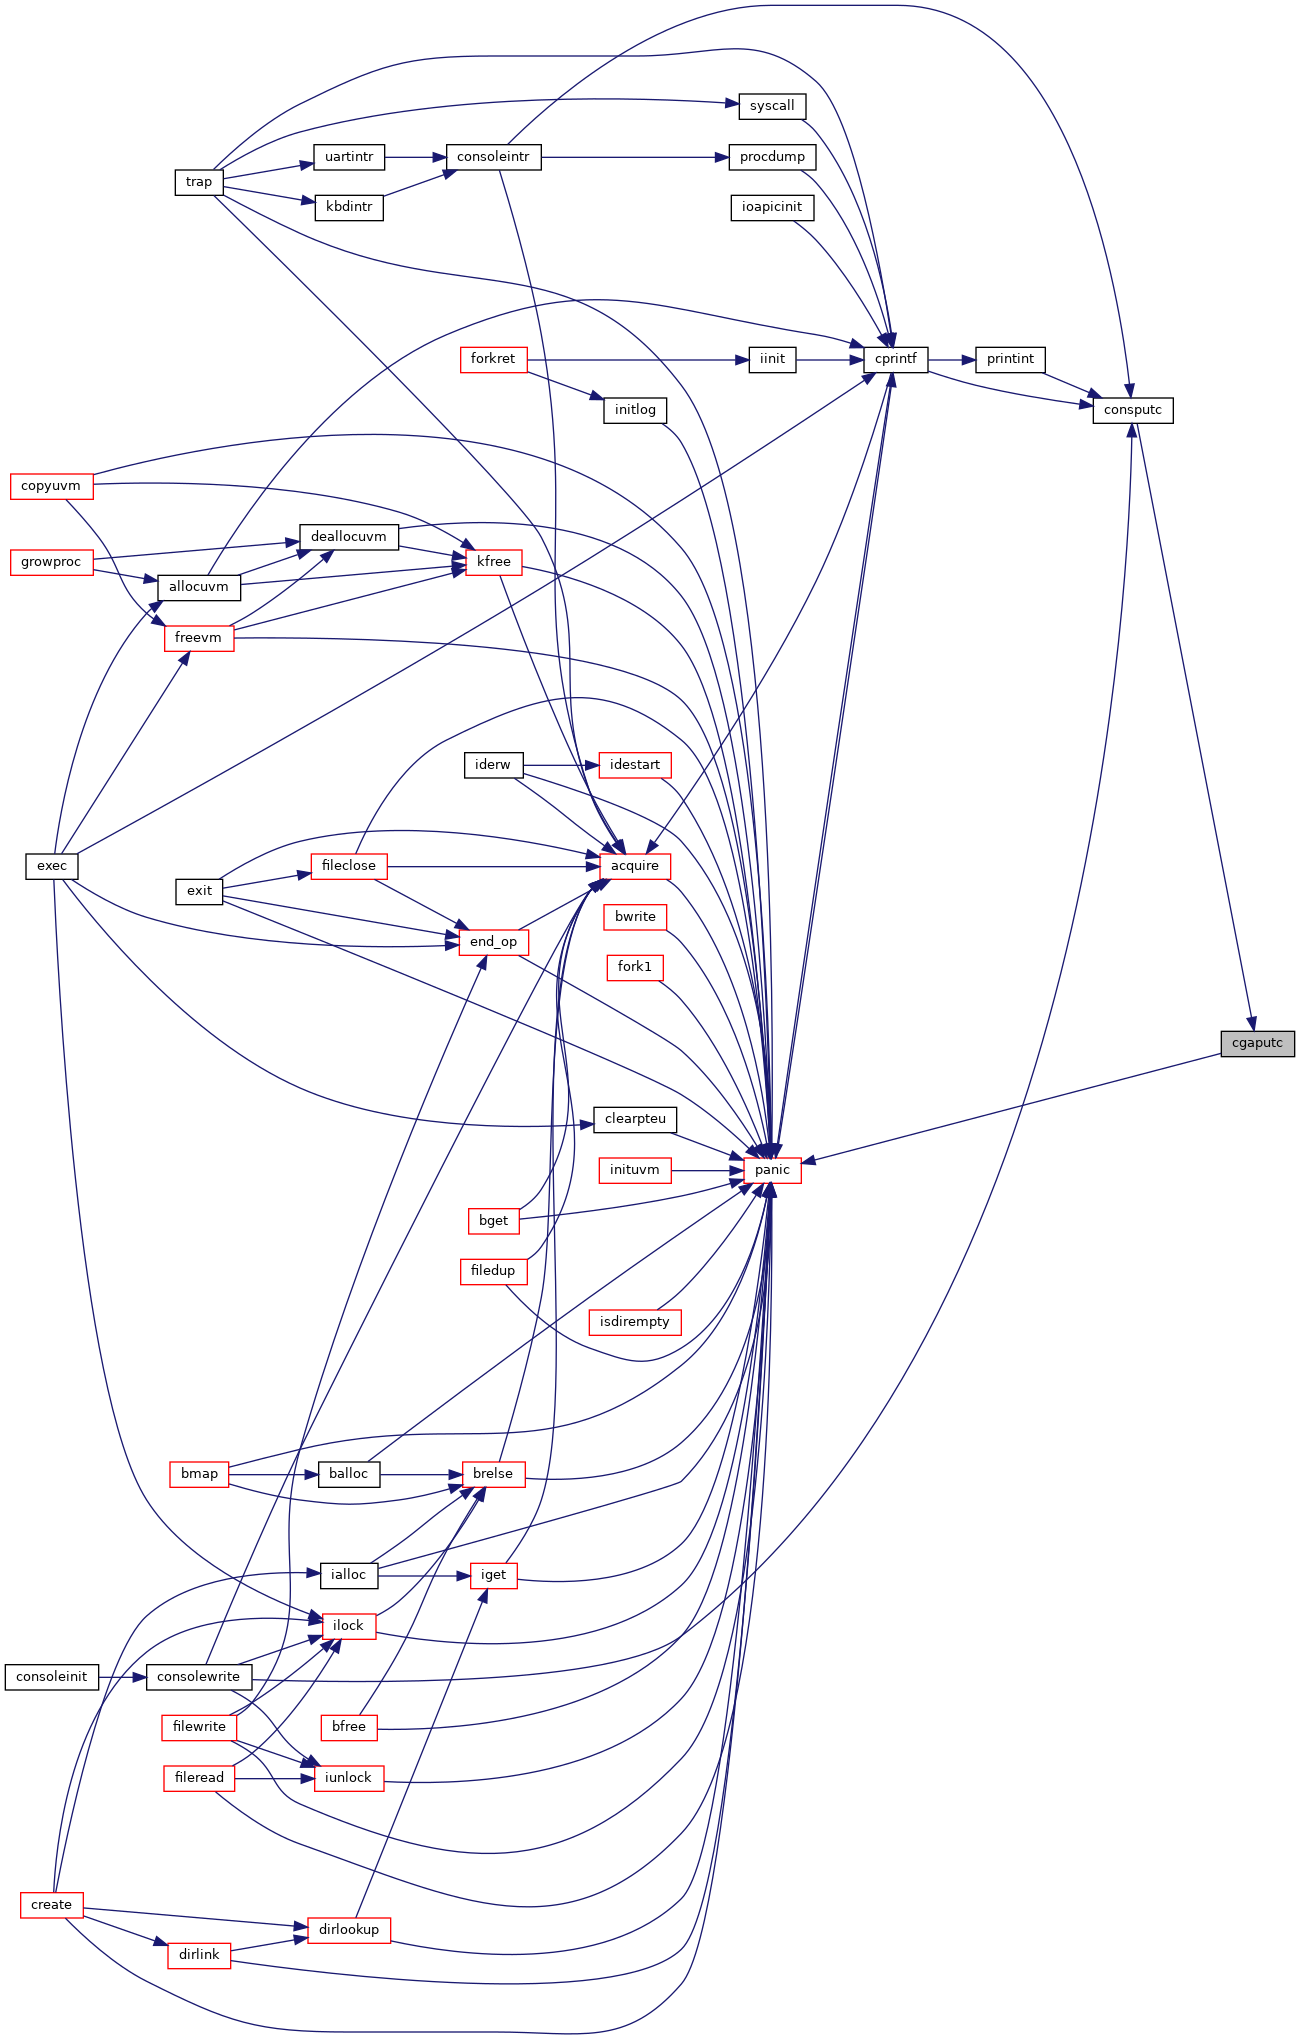 syscall
uartintr
consoleintr
procdump
trap
kbdintr
ioapicinit
forkret
iinit
cprintf
printint
initlog
consputc
copyuvm
deallocuvm
growproc
kfree
allocuvm
freevm
iderw
idestart
exec
fileclose
acquire
exit
bwrite
end_op
fork1
cgaputc
clearpteu
inituvm
panic
bget
filedup
isdirempty
bmap
balloc
brelse
ialloc
iget
ilock
consoleinit
consolewrite
filewrite
bfree
fileread
iunlock
create
dirlookup
dirlink